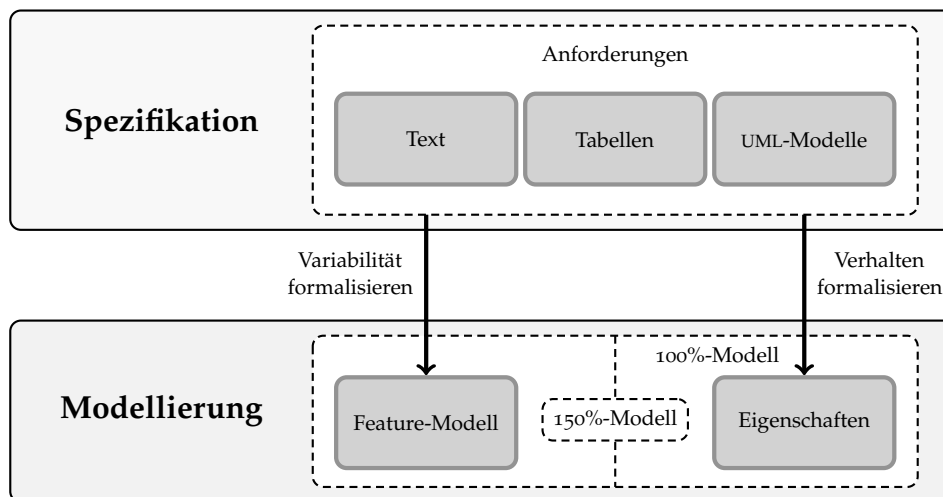 Anforderungen
Spezifikation
Text
Tabellen
UML-Modelle
Variabilität
formalisieren
Verhalten
formalisieren
100%-Modell
Modellierung
Feature-Modell
150%-Modell
Eigenschaften